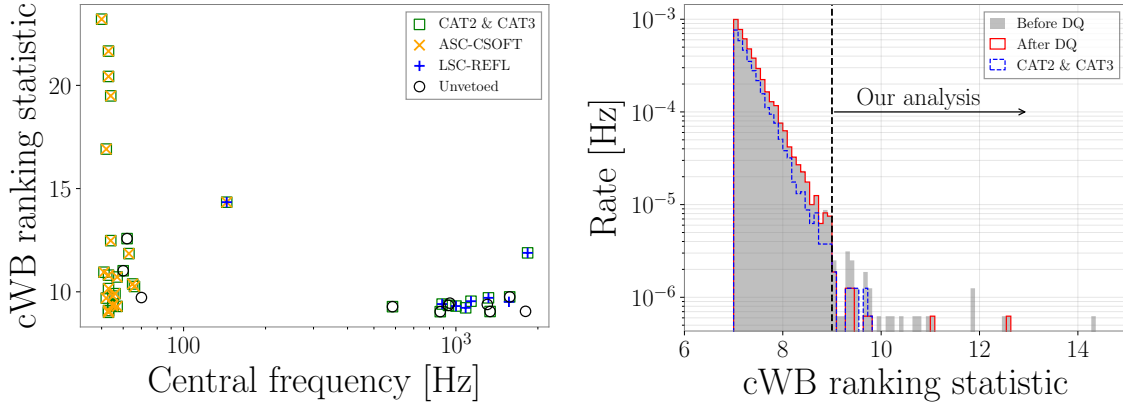 cWB ranking statistic
20
15
10
100
10³
Central frequency [Hz]
CAT2 & CAT3
ASC-CSOFT
LSC-REFL
Unvetoed
Rate [Hz]
10⁻³
10⁻⁴
10⁻⁵
10⁻⁶
6
8
10
12
14
cWB ranking statistic
Before DQ
After DQ
CAT2 & CAT3
Our analysis